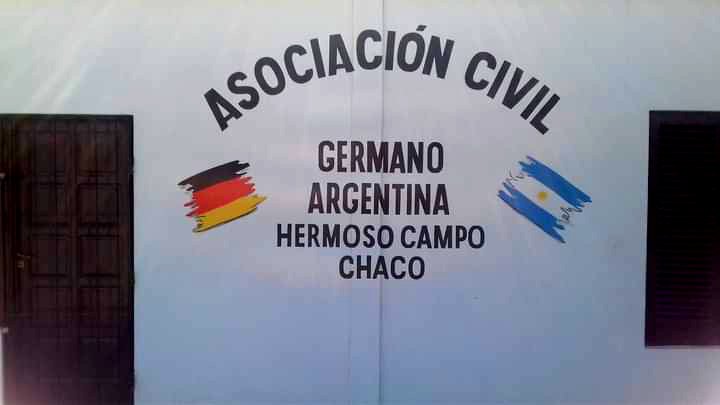 ASOCIACIÓN CIVIL
GERMANO
ARGENTINA
HERMOSO CAMPO
CHACO